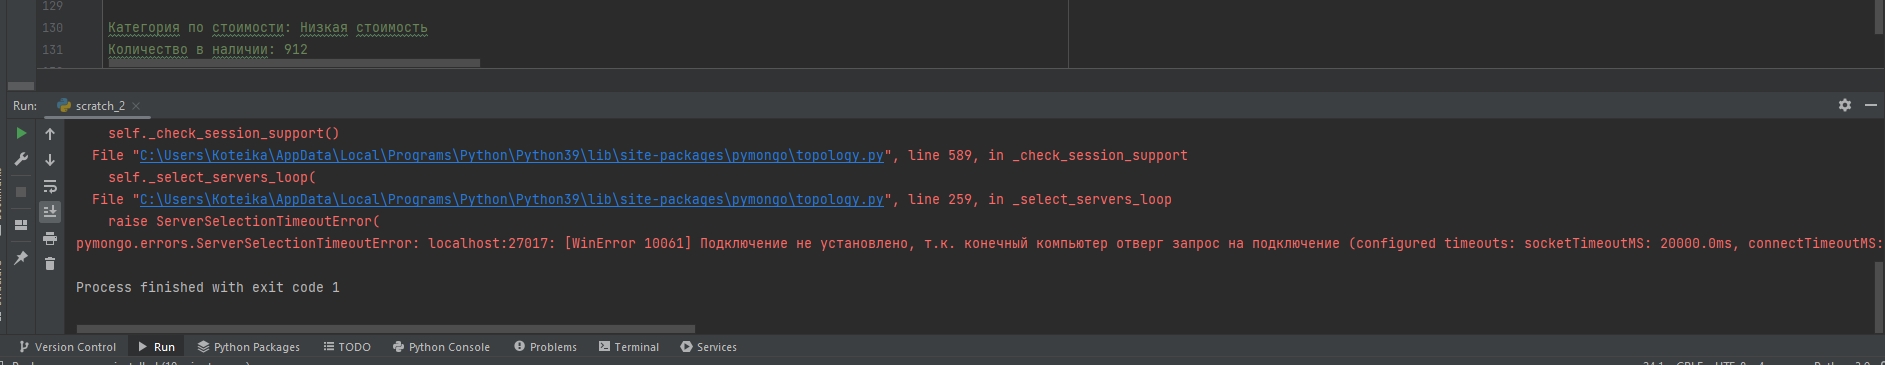 129
130 Категория по стоимости: Низкая стоимость
131 Количество в наличии: 912
Run: scratch_2
self._check_session_support()
File "C:\Users\Koteika\AppData\Local\Programs\Python\Python39\lib\site-packages\pymongo\topology.py", line 589, in _check_session_support
self._select_servers_loop(
File "C:\Users\Koteika\AppData\Local\Programs\Python\Python39\lib\site-packages\pymongo\topology.py", line 259, in _select_servers_loop
raise ServerSelectionTimeoutError(
pymongo.errors.ServerSelectionTimeoutError: localhost:27017: [WinError 10061] Подключение не установлено, т.к. конечный компьютер отверг запрос на подключение (configured timeouts: socketTimeoutMS: 20000.0ms, connectTimeoutMS:
Process finished with exit code 1
Version Control Run Python Packages TODO Python Console Problems Terminal Services